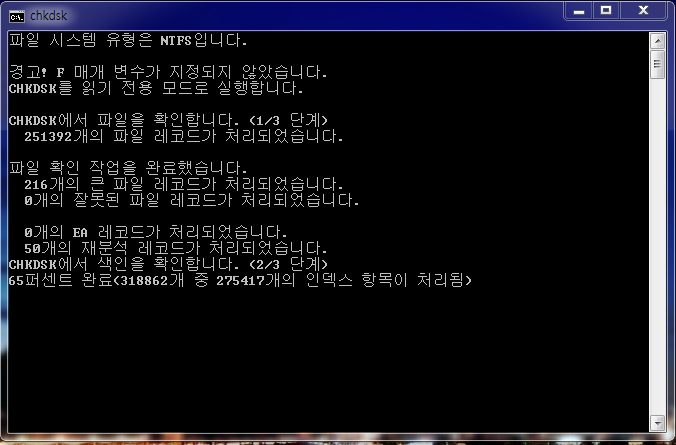 chkdsk
파일 시스템 유형은 NTFS입니다.
경고! F 매개 변수가 지정되지 않았습니다.
CHKDSK를 읽기 전용 모드로 실행합니다.
CHKDSK에서 파일을 확인합니다. (1/3 단계)
251392개의 파일 레코드가 처리되었습니다.
파일 확인 작업을 완료했습니다.
216개의 큰 파일 레코드가 처리되었습니다.
0개의 잘못된 파일 레코드가 처리되었습니다.
0개의 EA 레코드가 처리되었습니다.
50개의 재분석 레코드가 처리되었습니다.
CHKDSK에서 색인을 확인합니다. (2/3 단계)
65퍼센트 완료(318862개 중 275417개의 인덱스 항목이 처리됨)